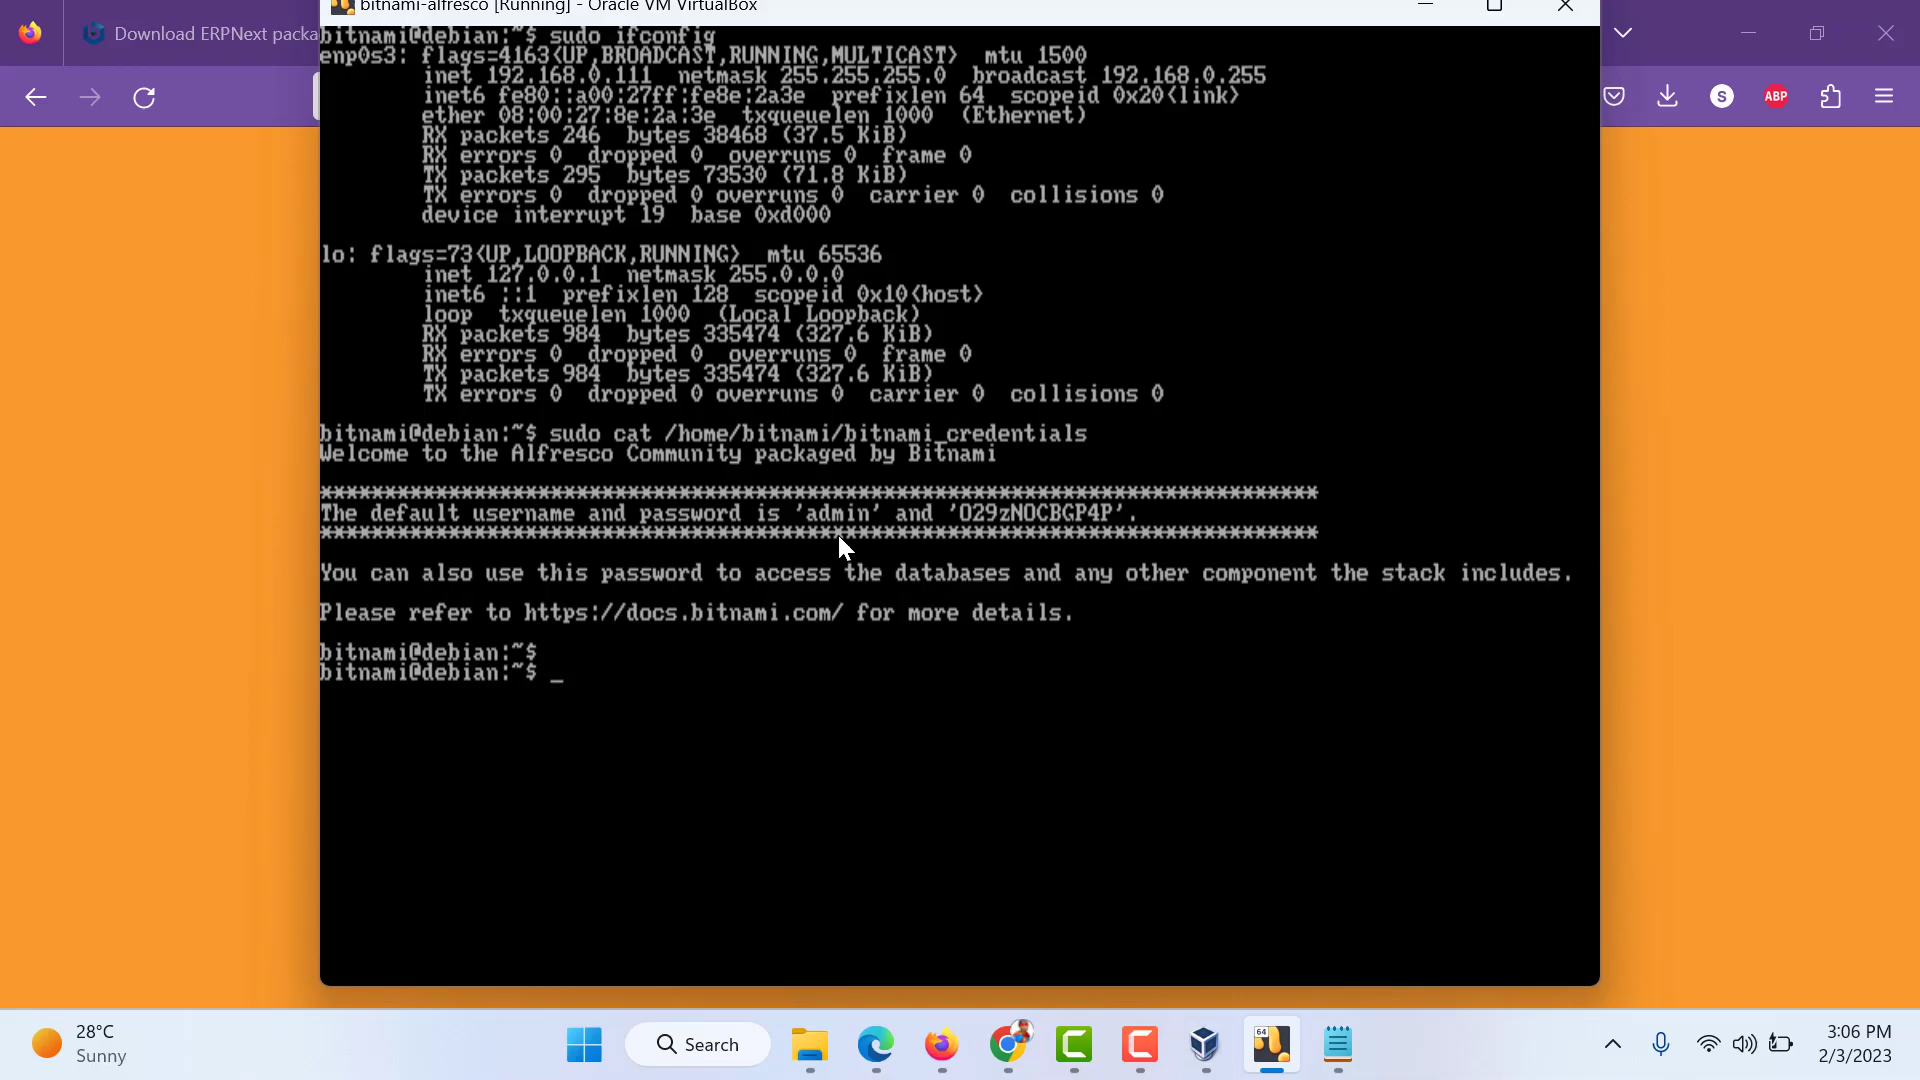 bitnami-alfresco [Running] - Oracle VM VirtualBox
Download ERPNext packa
S
ABP
bitnami@debian:~$ sudo ifconfig
enp0s3: flags=4163<UP,BROADCAST,RUNNING,MULTICAST>  mtu 1500
inet 192.168.0.111  netmask 255.255.255.0  broadcast 192.168.0.255
inet6 fe80::a00:27ff:fe8e:2a3e  prefixlen 64  scopeid 0x20<link>
ether 08:00:27:8e:2a:3e  txqueuelen 1000  (Ethernet)
RX packets 246  bytes 38468 (37.5 KiB)
RX errors 0  dropped 0  overruns 0  frame 0
TX packets 295  bytes 73530 (71.8 KiB)
TX errors 0  dropped 0 overruns 0  carrier 0  collisions 0
device interrupt 19  base 0xd000
lo: flags=73<UP,LOOPBACK,RUNNING>  mtu 65536
inet 127.0.0.1  netmask 255.0.0.0
inet6 ::1  prefixlen 128  scopeid 0x10<host>
loop  txqueuelen 1000  (Local Loopback)
RX packets 984  bytes 335474 (327.6 KiB)
RX errors 0  dropped 0  overruns 0  frame 0
TX packets 984  bytes 335474 (327.6 KiB)
TX errors 0  dropped 0 overruns 0  carrier 0  collisions 0
bitnami@debian:~$ sudo cat /home/bitnami/bitnami_credentials
Welcome to the Alfresco Community packaged by Bitnami
******************************************************************************
The default username and password is 'admin' and 'O29zNOCBGP4P'.
******************************************************************************
You can also use this password to access the databases and any other component the stack includes.
Please refer to https://docs.bitnami.com/ for more details.
bitnami@debian:~$
bitnami@debian:~$ _
28°C
Sunny
Search
64
3:06 PM
2/3/2023